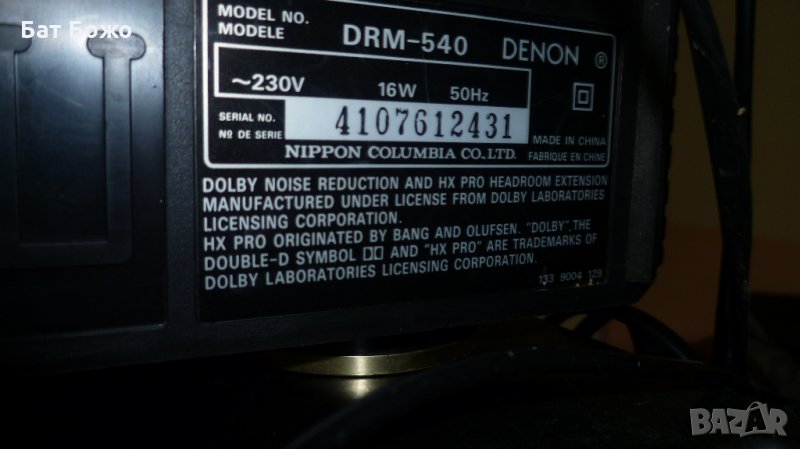 Бат Божо
MODEL NO.
MODELE
DRM-540 DENON ®
~230V 16W 50Hz
SERIAL NO.
Nº DE SERIE
4107612431
MADE IN CHINA
FABRIQUE EN CHINE
NIPPON COLUMBIA CO., LTD.
DOLBY NOISE REDUCTION AND HX PRO HEADROOM EXTENSION
MANUFACTURED UNDER LICENSE FROM DOLBY LABORATORIES
LICENSING CORPORATION.
HX PRO ORIGINATED BY BANG AND OLUFSEN. "DOLBY", THE
DOUBLE-D SYMBOL AND "HX PRO" ARE TRADEMARKS OF
DOLBY LABORATORIES LICENSING CORPORATION.
133 9004 129
BAZAR